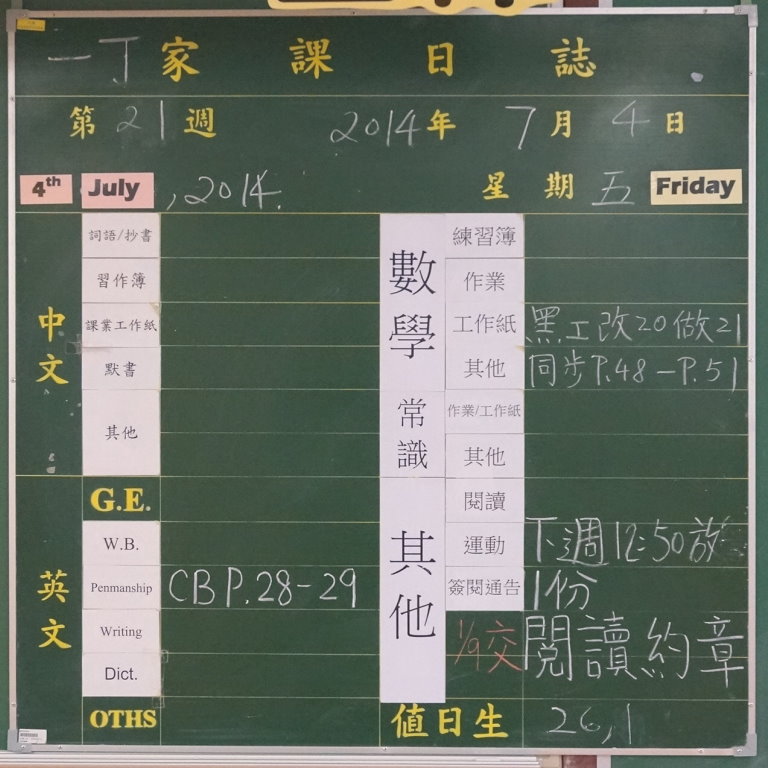 一丁家課日誌
第21週 2014年 7月 4日
4th July , 2014. 星期五 Friday
中文
詞語/抄書
習作簿
課業工作紙
默書
其他
英文
G.E.
W.B.
Penmanship CB P.28-29
Writing
Dict.
OTHS
數學
練習簿
作業
工作紙 黑工改20做21
其他 同步P.48-P.51
常識
作業/工作紙
其他
其他
閱讀
運動 下週12:50放
簽閱通告 1份
1/9交 閱讀約章
值日生 26,1